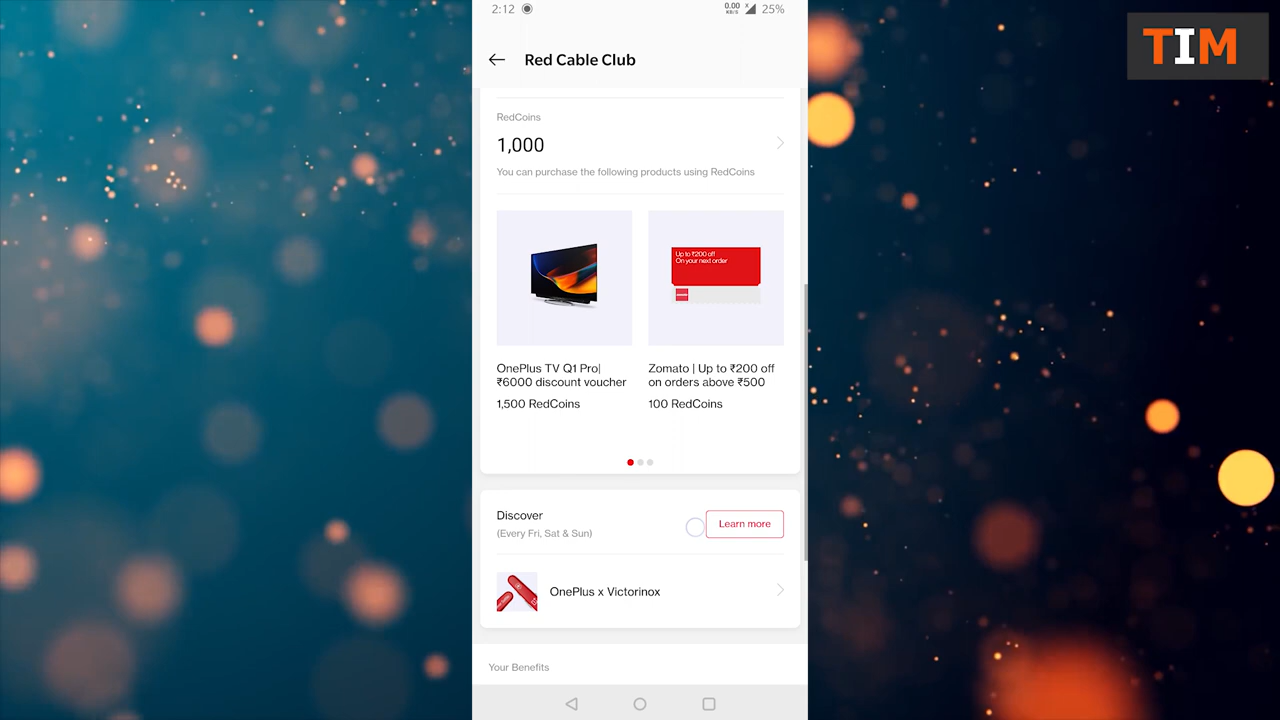 TIM
2:12
0.00
KB/S
x
25%
Red Cable Club
RedCoins
1,000
You can purchase the following products using RedCoins
Up to ₹200 off
On your next order
OnePlus TV Q1 Pro|
₹6000 discount voucher
1,500 RedCoins
Zomato | Up to ₹200 off
on orders above ₹500
100 RedCoins
Discover
(Every Fri, Sat & Sun)
Learn more
OnePlus x Victorinox
Your Benefits